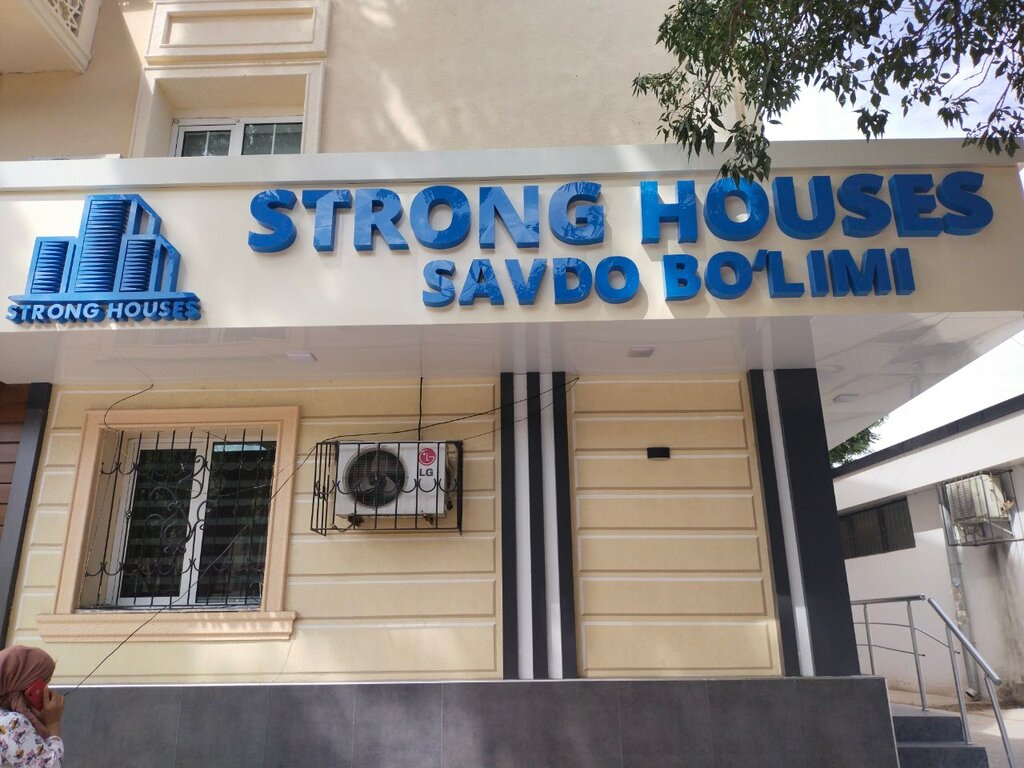 STRONG HOUSES
SAVDO BO'LIMI
STRONG HOUSES
LG